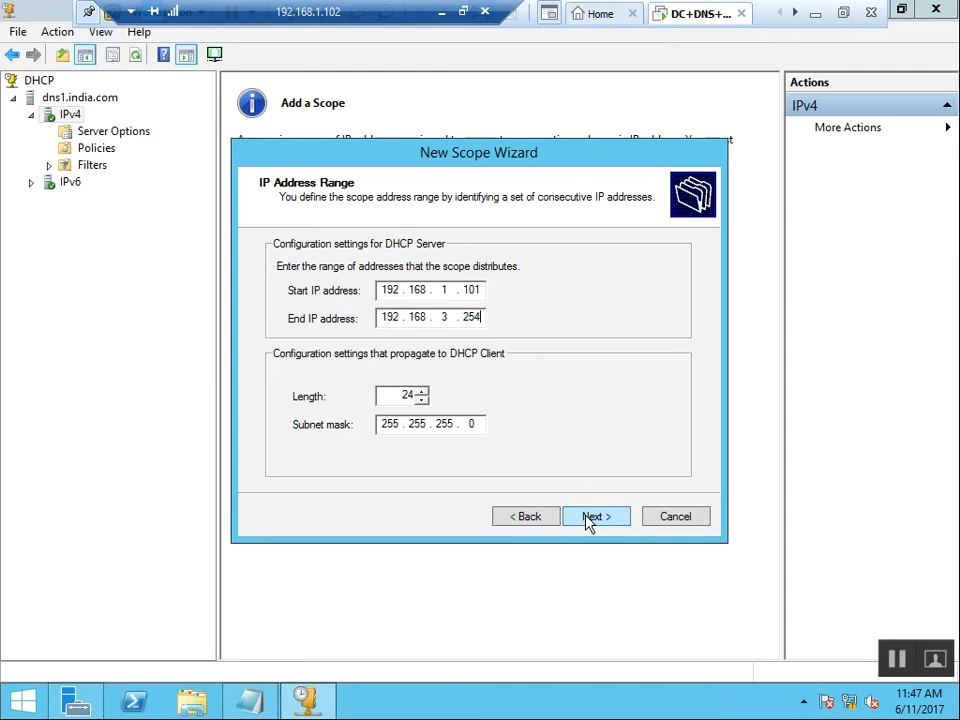 192.168.1.102
Home
DC+DNS+...
File Action View Help
DHCP
dns1.india.com
IPv4
Server Options
Policies
Filters
IPv6
Add a Scope
New Scope Wizard
IP Address Range
You define the scope address range by identifying a set of consecutive IP addresses.
Configuration settings for DHCP Server
Enter the range of addresses that the scope distributes.
Start IP address: 192 . 168 . 1 . 101
End IP address: 192 . 168 . 3 . 254
Configuration settings that propagate to DHCP Client
Length: 24
Subnet mask: 255 . 255 . 255 . 0
< Back Next > Cancel
Actions
IPv4
More Actions
11:47 AM
6/11/2017